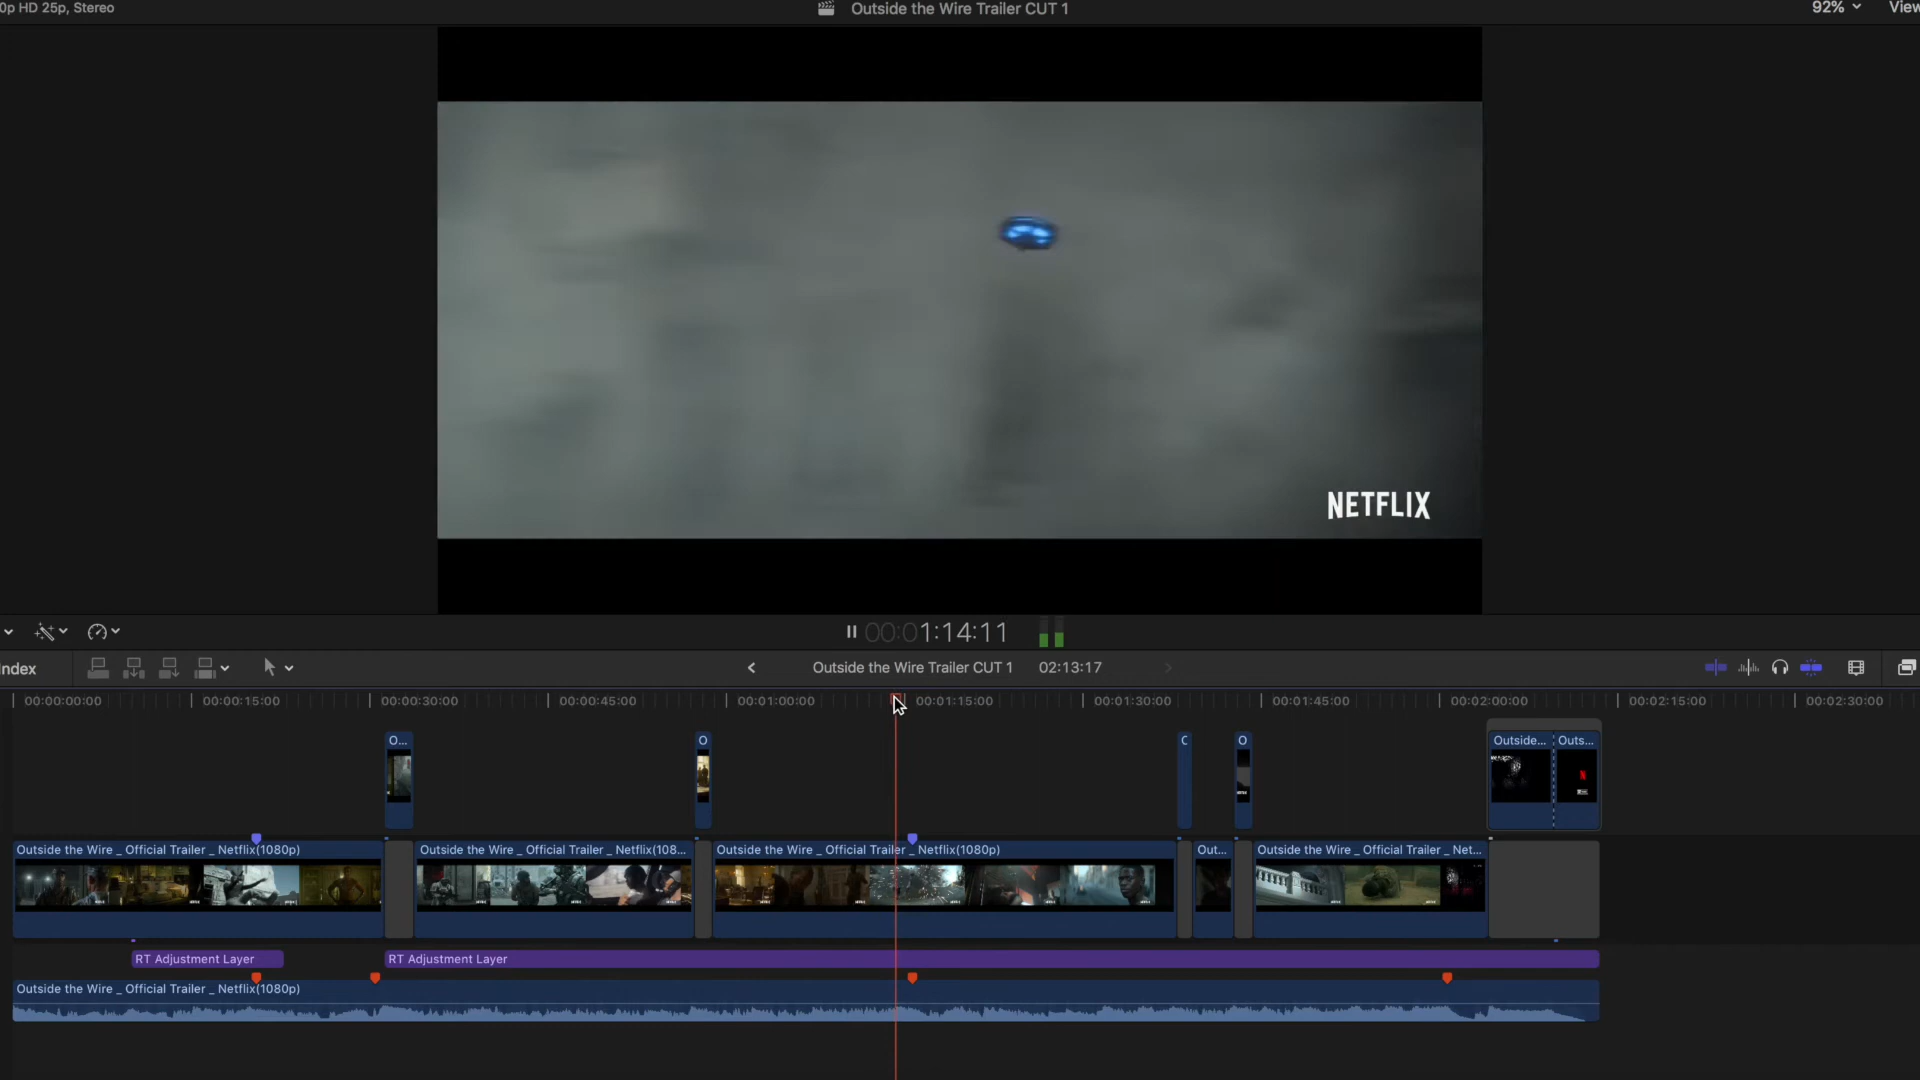 0p HD 25p, Stereo
Outside the Wire Trailer CUT 1
92%
View
NETFLIX
00:01:14:11
Index
Outside the Wire Trailer CUT 1
02:13:17
00:00:00:00
00:00:15:00
00:00:30:00
00:00:45:00
00:01:00:00
00:01:15:00
00:01:30:00
00:01:45:00
00:02:00:00
00:02:15:00
00:02:30:00
O...
O
O
Outside...
Outs...
Outside the Wire _ Official Trailer _ Netflix(1080p)
Outside the Wire _ Official Trailer _ Netflix(108...
Outside the Wire _ Official Trailer _ Netflix(1080p)
Out...
Outside the Wire _ Official Trailer _ Net...
RT Adjustment Layer
RT Adjustment Layer
Outside the Wire _ Official Trailer _ Netflix(1080p)